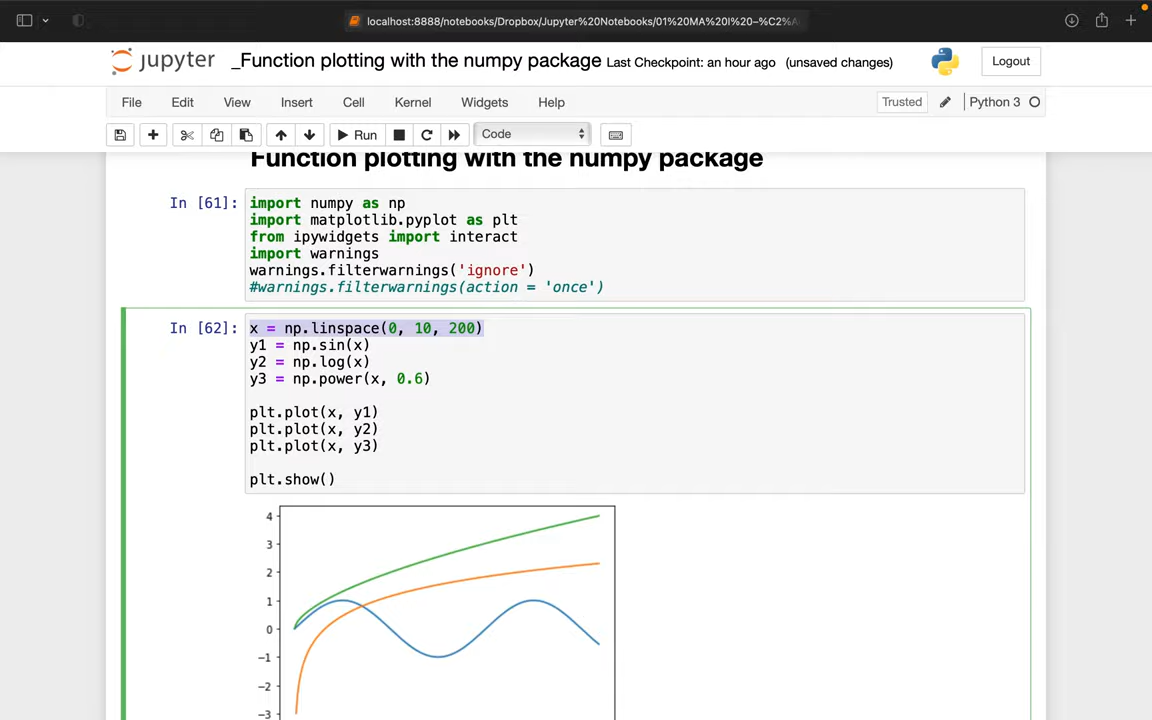 localhost:8888/notebooks/Dropbox/Jupyter%20Notebooks/01%20MA%20I%20–%C2%
jupyter _Function plotting with the numpy package Last Checkpoint: an hour ago (unsaved changes) Logout
File Edit View Insert Cell Kernel Widgets Help Trusted Python 3
Run Code
Function plotting with the numpy package
In [61]: import numpy as np
import matplotlib.pyplot as plt
from ipywidgets import interact
import warnings
warnings.filterwarnings('ignore')
#warnings.filterwarnings(action = 'once')
In [62]: x = np.linspace(0, 10, 200)
y1 = np.sin(x)
y2 = np.log(x)
y3 = np.power(x, 0.6)
plt.plot(x, y1)
plt.plot(x, y2)
plt.plot(x, y3)
plt.show()
4
3
2
1
0
−1
−2
−3